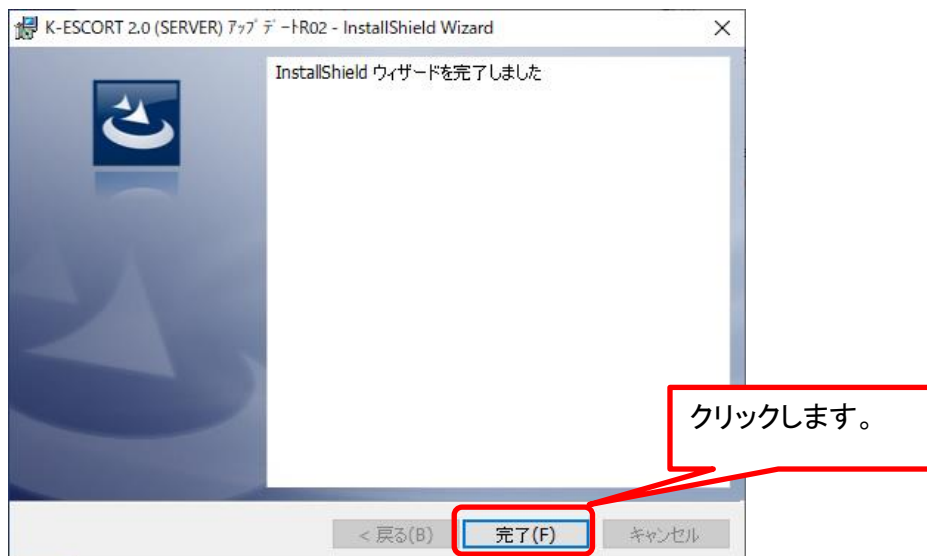 K-ESCORT 2.0 (SERVER) ｱｯﾌﾟﾃﾞｰﾄR02 - InstallShield Wizard
InstallShield ウィザードを完了しました
クリックします。
< 戻る(B)
完了(F)
キャンセル